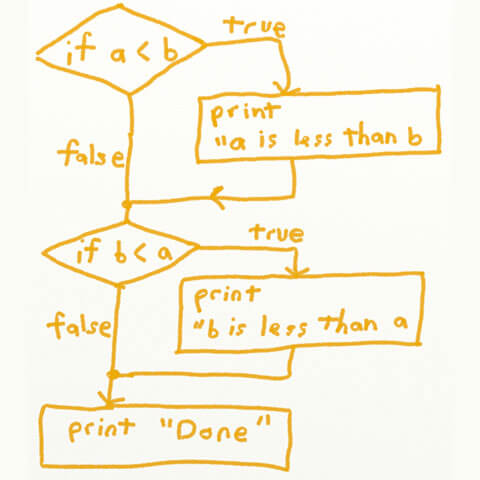 if a < b
true
print
"a is less than b
false
if b < a
true
print
"b is less than a
false
print "Done"